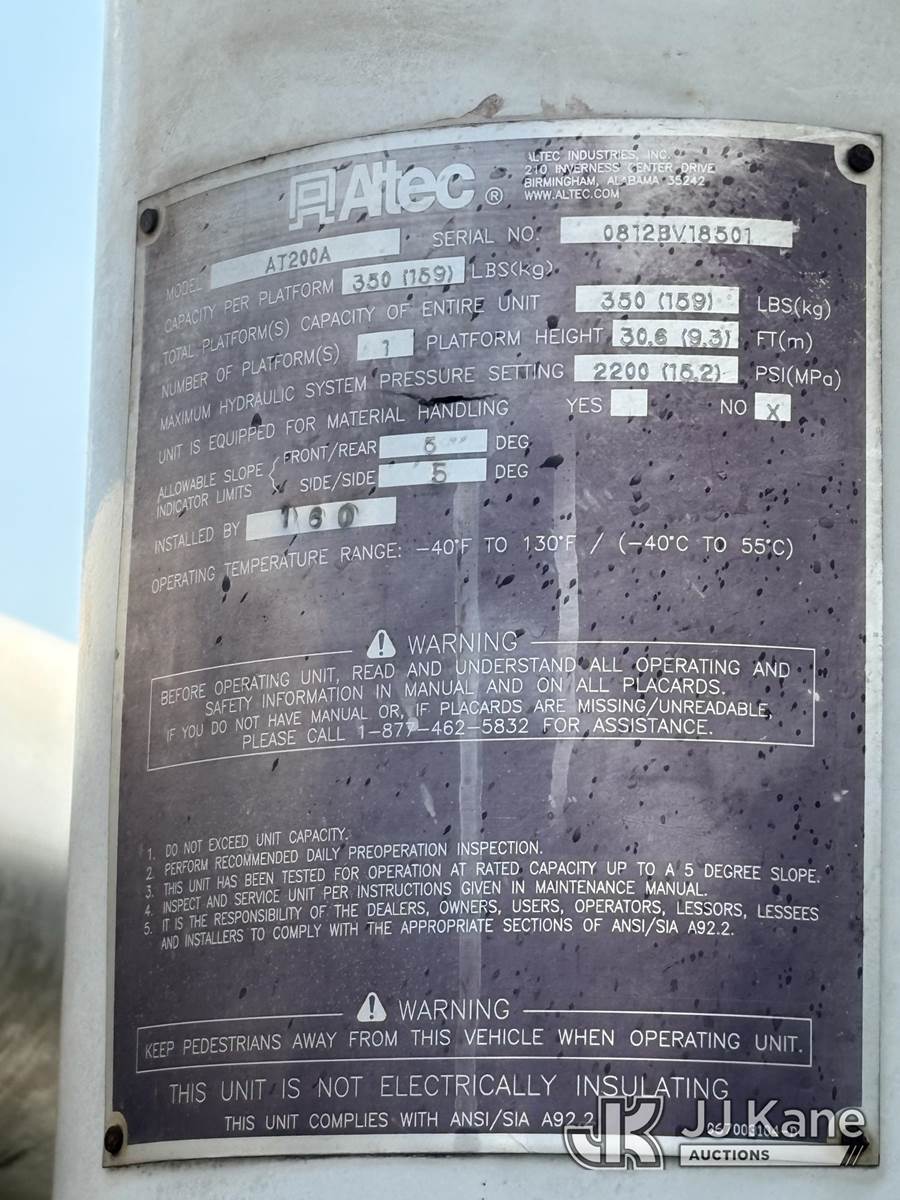 Altec ®
ALTEC INDUSTRIES, INC.
210 INVERNESS CENTER DRIVE
BIRMINGHAM, ALABAMA 35242
WWW.ALTEC.COM
MODEL AT200A SERIAL NO. 0812BV18501
CAPACITY PER PLATFORM 350 (159) LBS(kg)
TOTAL PLATFORM(S) CAPACITY OF ENTIRE UNIT 350 (159) LBS(kg)
NUMBER OF PLATFORM(S) 1 PLATFORM HEIGHT 30.6 (9.3) FT(m)
MAXIMUM HYDRAULIC SYSTEM PRESSURE SETTING 2200 (15.2) PSI(MPa)
UNIT IS EQUIPPED FOR MATERIAL HANDLING YES NO X
ALLOWABLE SLOPE INDICATOR LIMITS
FRONT/REAR 5 DEG
SIDE/SIDE 5 DEG
INSTALLED BY 160
OPERATING TEMPERATURE RANGE: -40°F TO 130°F / (-40°C TO 55°C)
WARNING
BEFORE OPERATING UNIT, READ AND UNDERSTAND ALL OPERATING AND
SAFETY INFORMATION IN MANUAL AND ON ALL PLACARDS.
IF YOU DO NOT HAVE MANUAL OR, IF PLACARDS ARE MISSING/UNREADABLE,
PLEASE CALL 1-877-462-5832 FOR ASSISTANCE.
1. DO NOT EXCEED UNIT CAPACITY.
2. PERFORM RECOMMENDED DAILY PREOPERATION INSPECTION.
3. THIS UNIT HAS BEEN TESTED FOR OPERATION AT RATED CAPACITY UP TO A 5 DEGREE SLOPE.
4. INSPECT AND SERVICE UNIT PER INSTRUCTIONS GIVEN IN MAINTENANCE MANUAL.
5. IT IS THE RESPONSIBILITY OF THE DEALERS, OWNERS, USERS, OPERATORS, LESSORS, LESSEES
AND INSTALLERS TO COMPLY WITH THE APPROPRIATE SECTIONS OF ANSI/SIA A92.2.
WARNING
KEEP PEDESTRIANS AWAY FROM THIS VEHICLE WHEN OPERATING UNIT.
THIS UNIT IS NOT ELECTRICALLY INSULATING
THIS UNIT COMPLIES WITH ANSI/SIA A92.2
JK JJ Kane
AUCTIONS